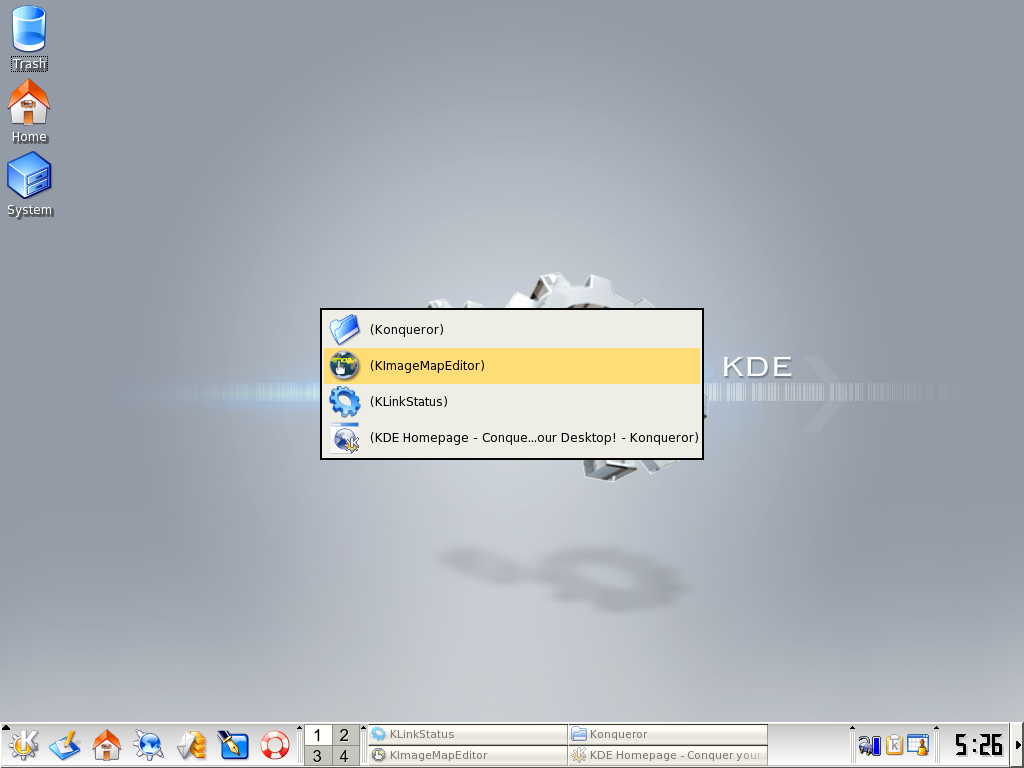 Trash
Home
System
(Konqueror)
(KImageMapEditor)
(KLinkStatus)
(KDE Homepage - Conque...our Desktop! - Konqueror)
KDE
1 2
3 4
KLinkStatus
Konqueror
KImageMapEditor
KDE Homepage - Conquer your
5:26